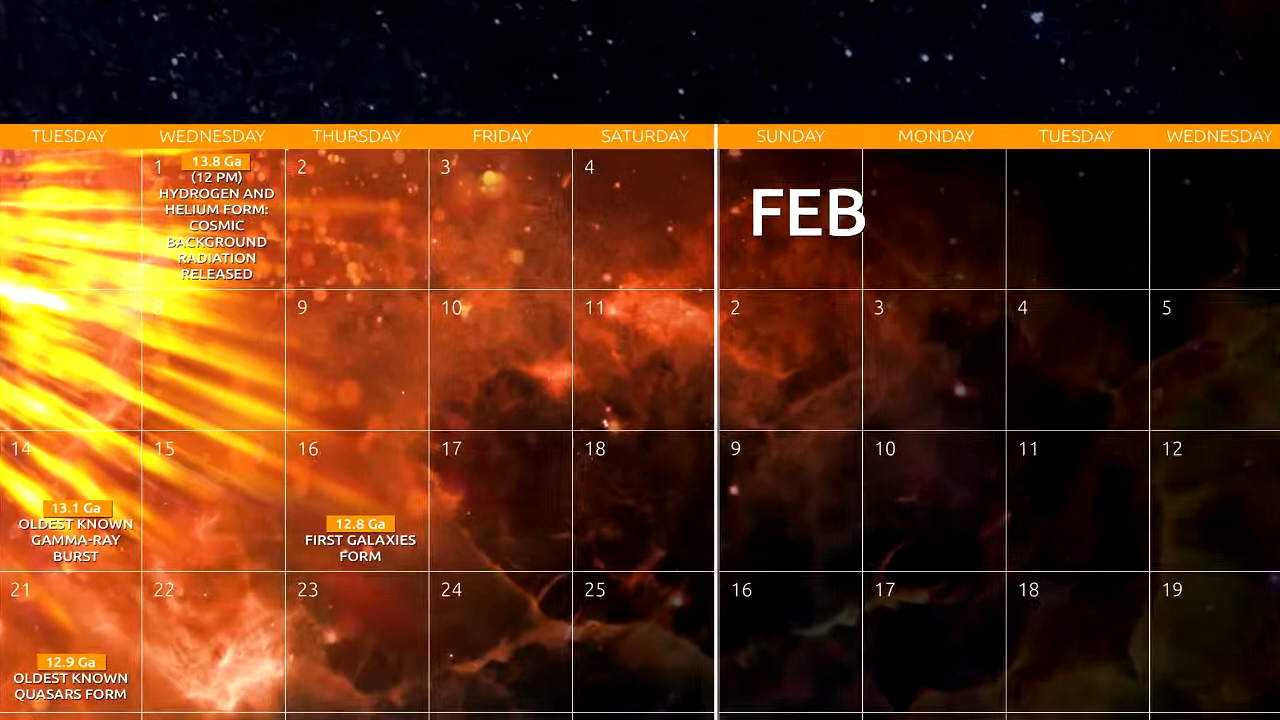 TUESDAY WEDNESDAY THURSDAY FRIDAY SATURDAY SUNDAY MONDAY TUESDAY WEDNESDAY
1 13.8 Ga 2 3 4
(12 PM)
HYDROGEN AND
HELIUM FORM:
COSMIC
BACKGROUND
RADIATION
RELEASED
FEB
8 9 10 11 2 3 4 5
14 15 16 17 18 9 10 11 12
13.1 Ga
OLDEST KNOWN
GAMMA-RAY
BURST
12.8 Ga
FIRST GALAXIES
FORM
21 22 23 24 25 16 17 18 19
12.9 Ga
OLDEST KNOWN
QUASARS FORM